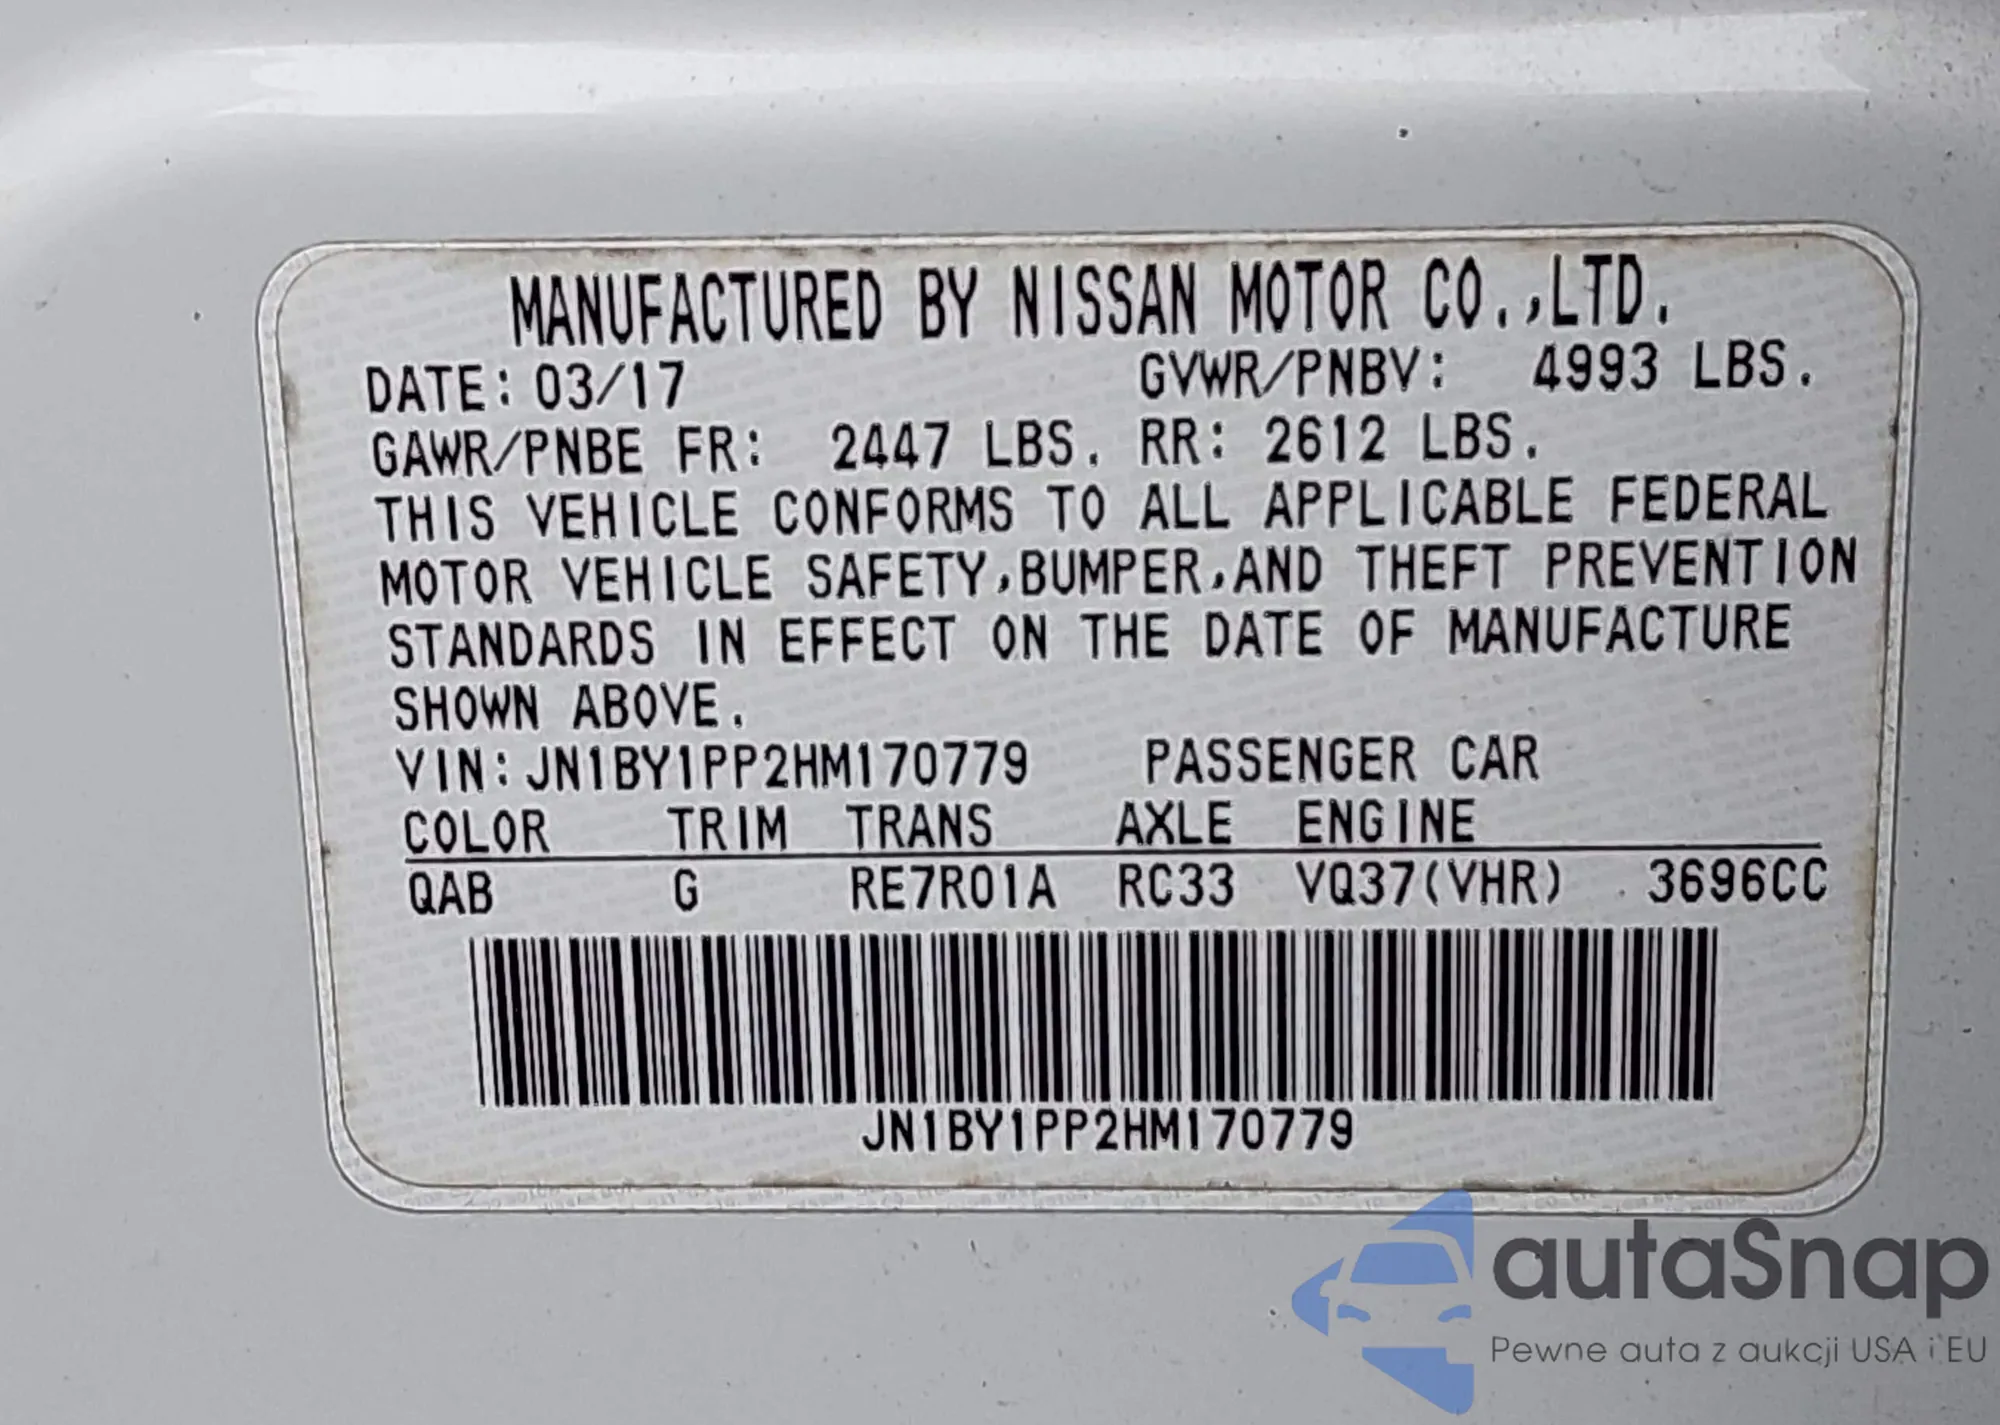 MANUFACTURED BY NISSAN MOTOR CO.,LTD.
DATE: 03/17 GVWR/PNBV: 4993 LBS.
GAWR/PNBE FR: 2447 LBS. RR: 2612 LBS.
THIS VEHICLE CONFORMS TO ALL APPLICABLE FEDERAL
MOTOR VEHICLE SAFETY,BUMPER,AND THEFT PREVENTION
STANDARDS IN EFFECT ON THE DATE OF MANUFACTURE
SHOWN ABOVE.
VIN:JN1BY1PP2HM170779 PASSENGER CAR
COLOR TRIM TRANS AXLE ENGINE
QAB G RE7R01A RC33 VQ37(VHR) 3696CC
JN1BY1PP2HM170779
autaSnap
Pewne auta z aukcji USA i EU